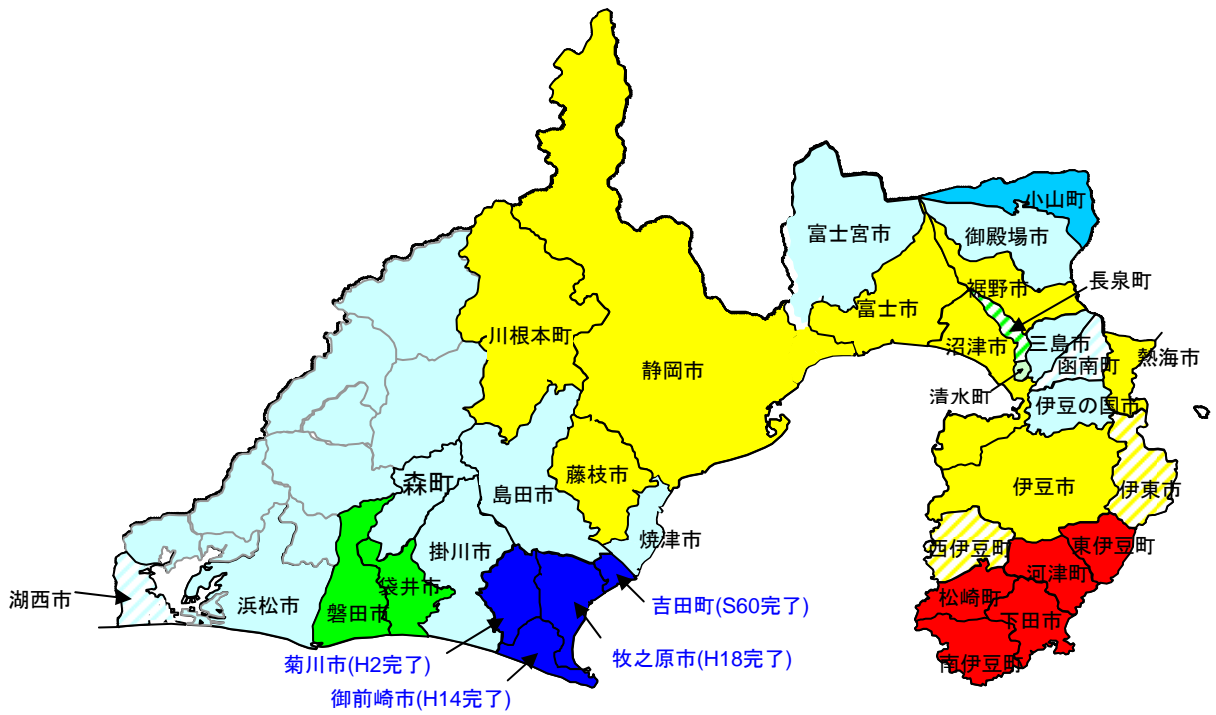 小山町
富士宮市
御殿場市
裾野市
長泉町
富士市
川根本町
沼津市
三島市
熱海市
函南町
静岡市
清水町
伊豆の国市
森町
島田市
藤枝市
伊豆市
伊東市
掛川市
焼津市
西伊豆町
東伊豆町
河津町
袋井市
湖西市
浜松市
磐田市
吉田町(S60完了)
松崎町
下田市
菊川市(H2完了)
牧之原市(H18完了)
南伊豆町
御前崎市(H14完了)